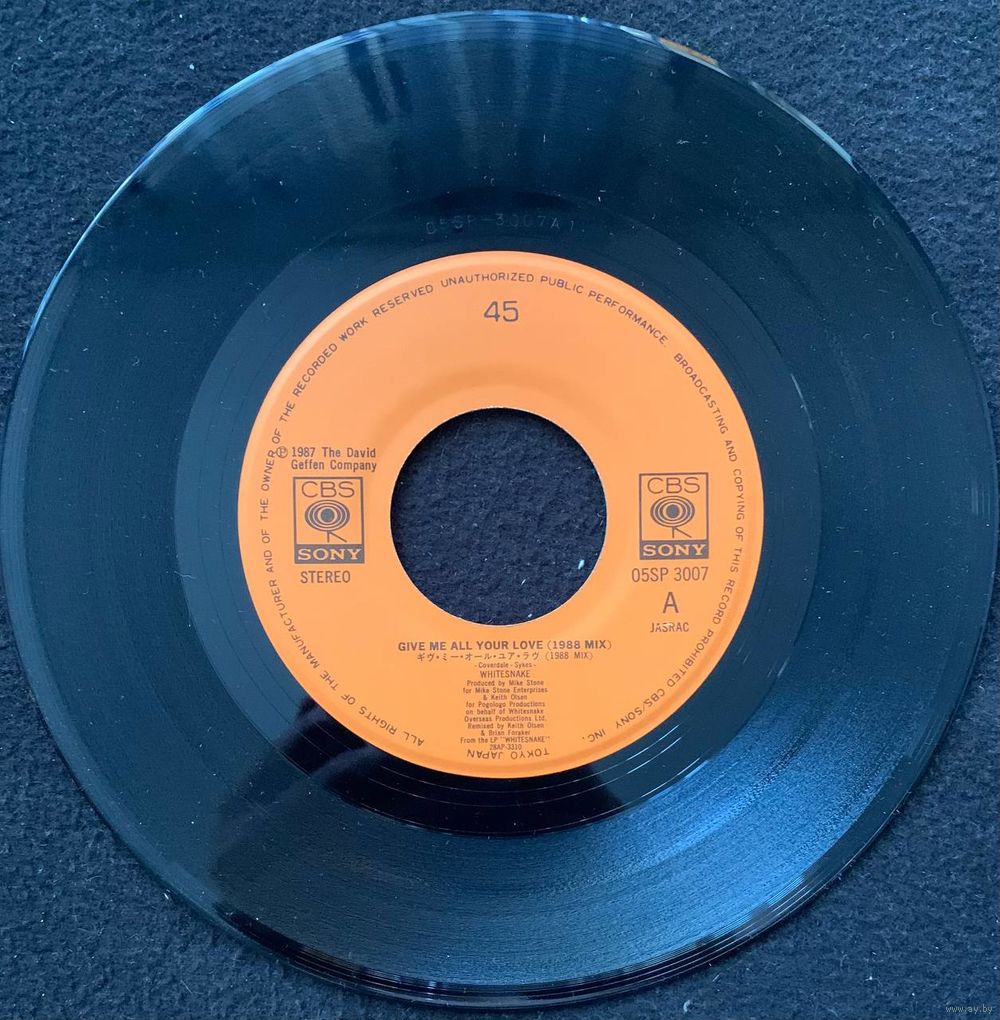 05SP-3007A1
ALL RIGHTS OF THE MANUFACTURER AND OF THE OWNER OF THE RECORDED WORK RESERVED UNAUTHORIZED PUBLIC PERFORMANCE. BROADCASTING AND COPYING OF THIS RECORD PROHIBITED CBS/SONY INC.
TOKYO JAPAN
45
Ⓟ 1987 The David
Geffen Company
CBS
SONY
STEREO
CBS
SONY
05SP 3007
A
JASRAC
GIVE ME ALL YOUR LOVE (1988 MIX)
ギヴ・ミー・オール・ユア・ラヴ (1988 MIX)
- Coverdale - Sykes -
WHITESNAKE
Produced by Mike Stone
for Mike Stone Enterprises
& Keith Olsen
for Pogologo Productions
on behalf of Whitesnake
Overseas Productions Ltd.
Remixed by Keith Olsen
& Brian Foraker
From the LP "WHITESNAKE"
28AP-3310
www.ay.by